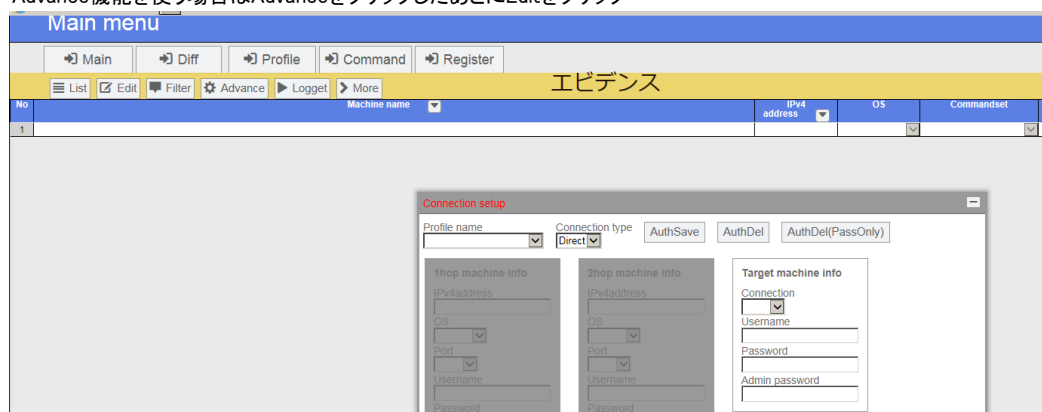 Advance機能を使う場合はAdvanceをクリックしたあとにEditをクリック
Main menu
Main Diff Profile Command Register
List Edit Filter Advance Logget More エビデンス
No Machine name IPv4 address OS Commandset
1
Connection setup
Profile name Connection type AuthSave AuthDel AuthDel(PassOnly)
Direct
1hop machine info 2hop machine info Target machine info
IPv4address IPv4address Connection
OS OS Username
Port Port Password
Username Username Admin password
Password Password